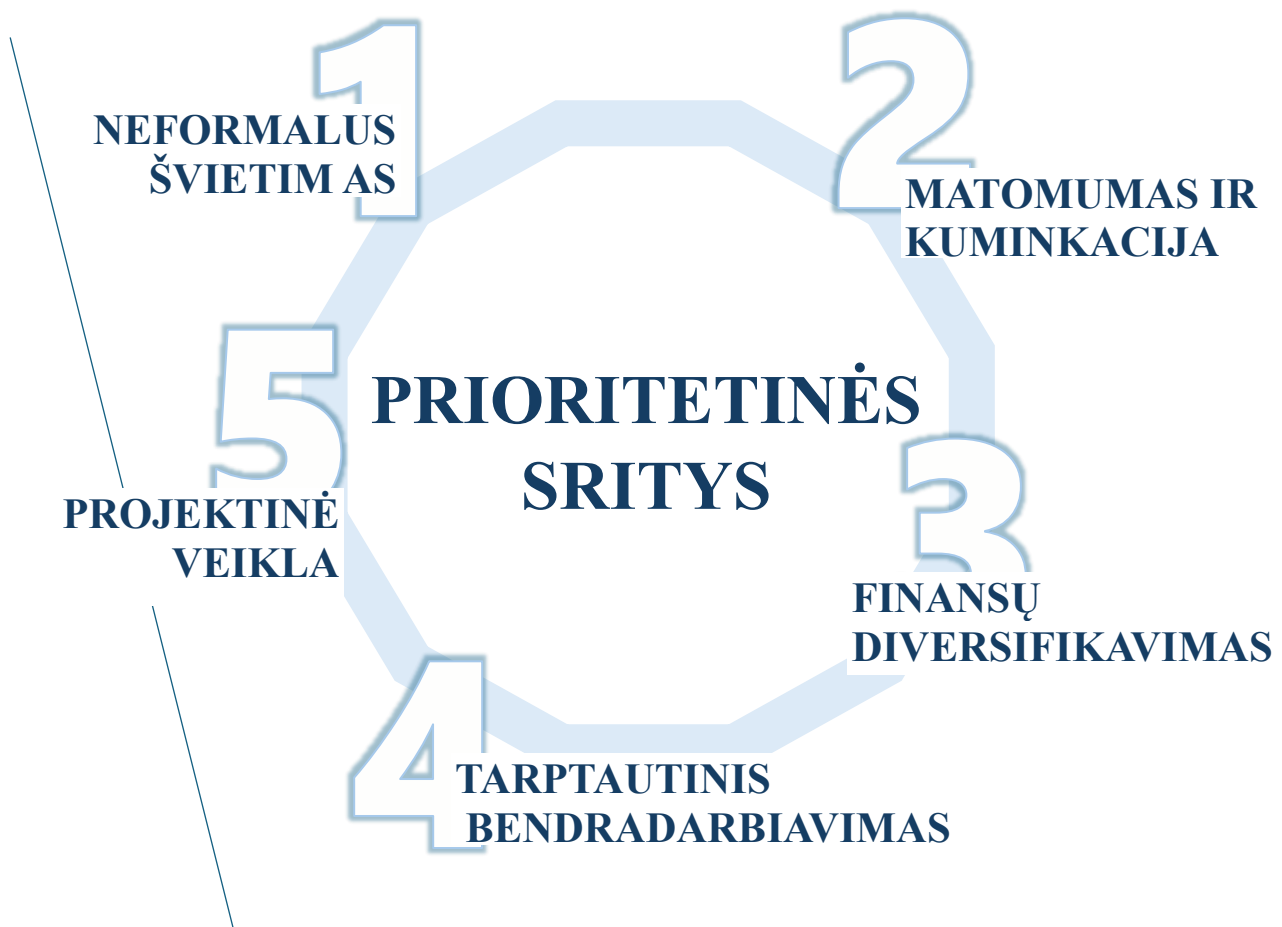 1
NEFORMALUS
ŠVIETIM AS
2
MATOMUMAS IR
KUMINKACIJA
PRIORITETINĖS
SRITYS
3
FINANSŲ
DIVERSIFIKAVIMAS
4
TARPTAUTINIS
BENDRADARBIAVIMAS
5
PROJEKTINĖ
VEIKLA